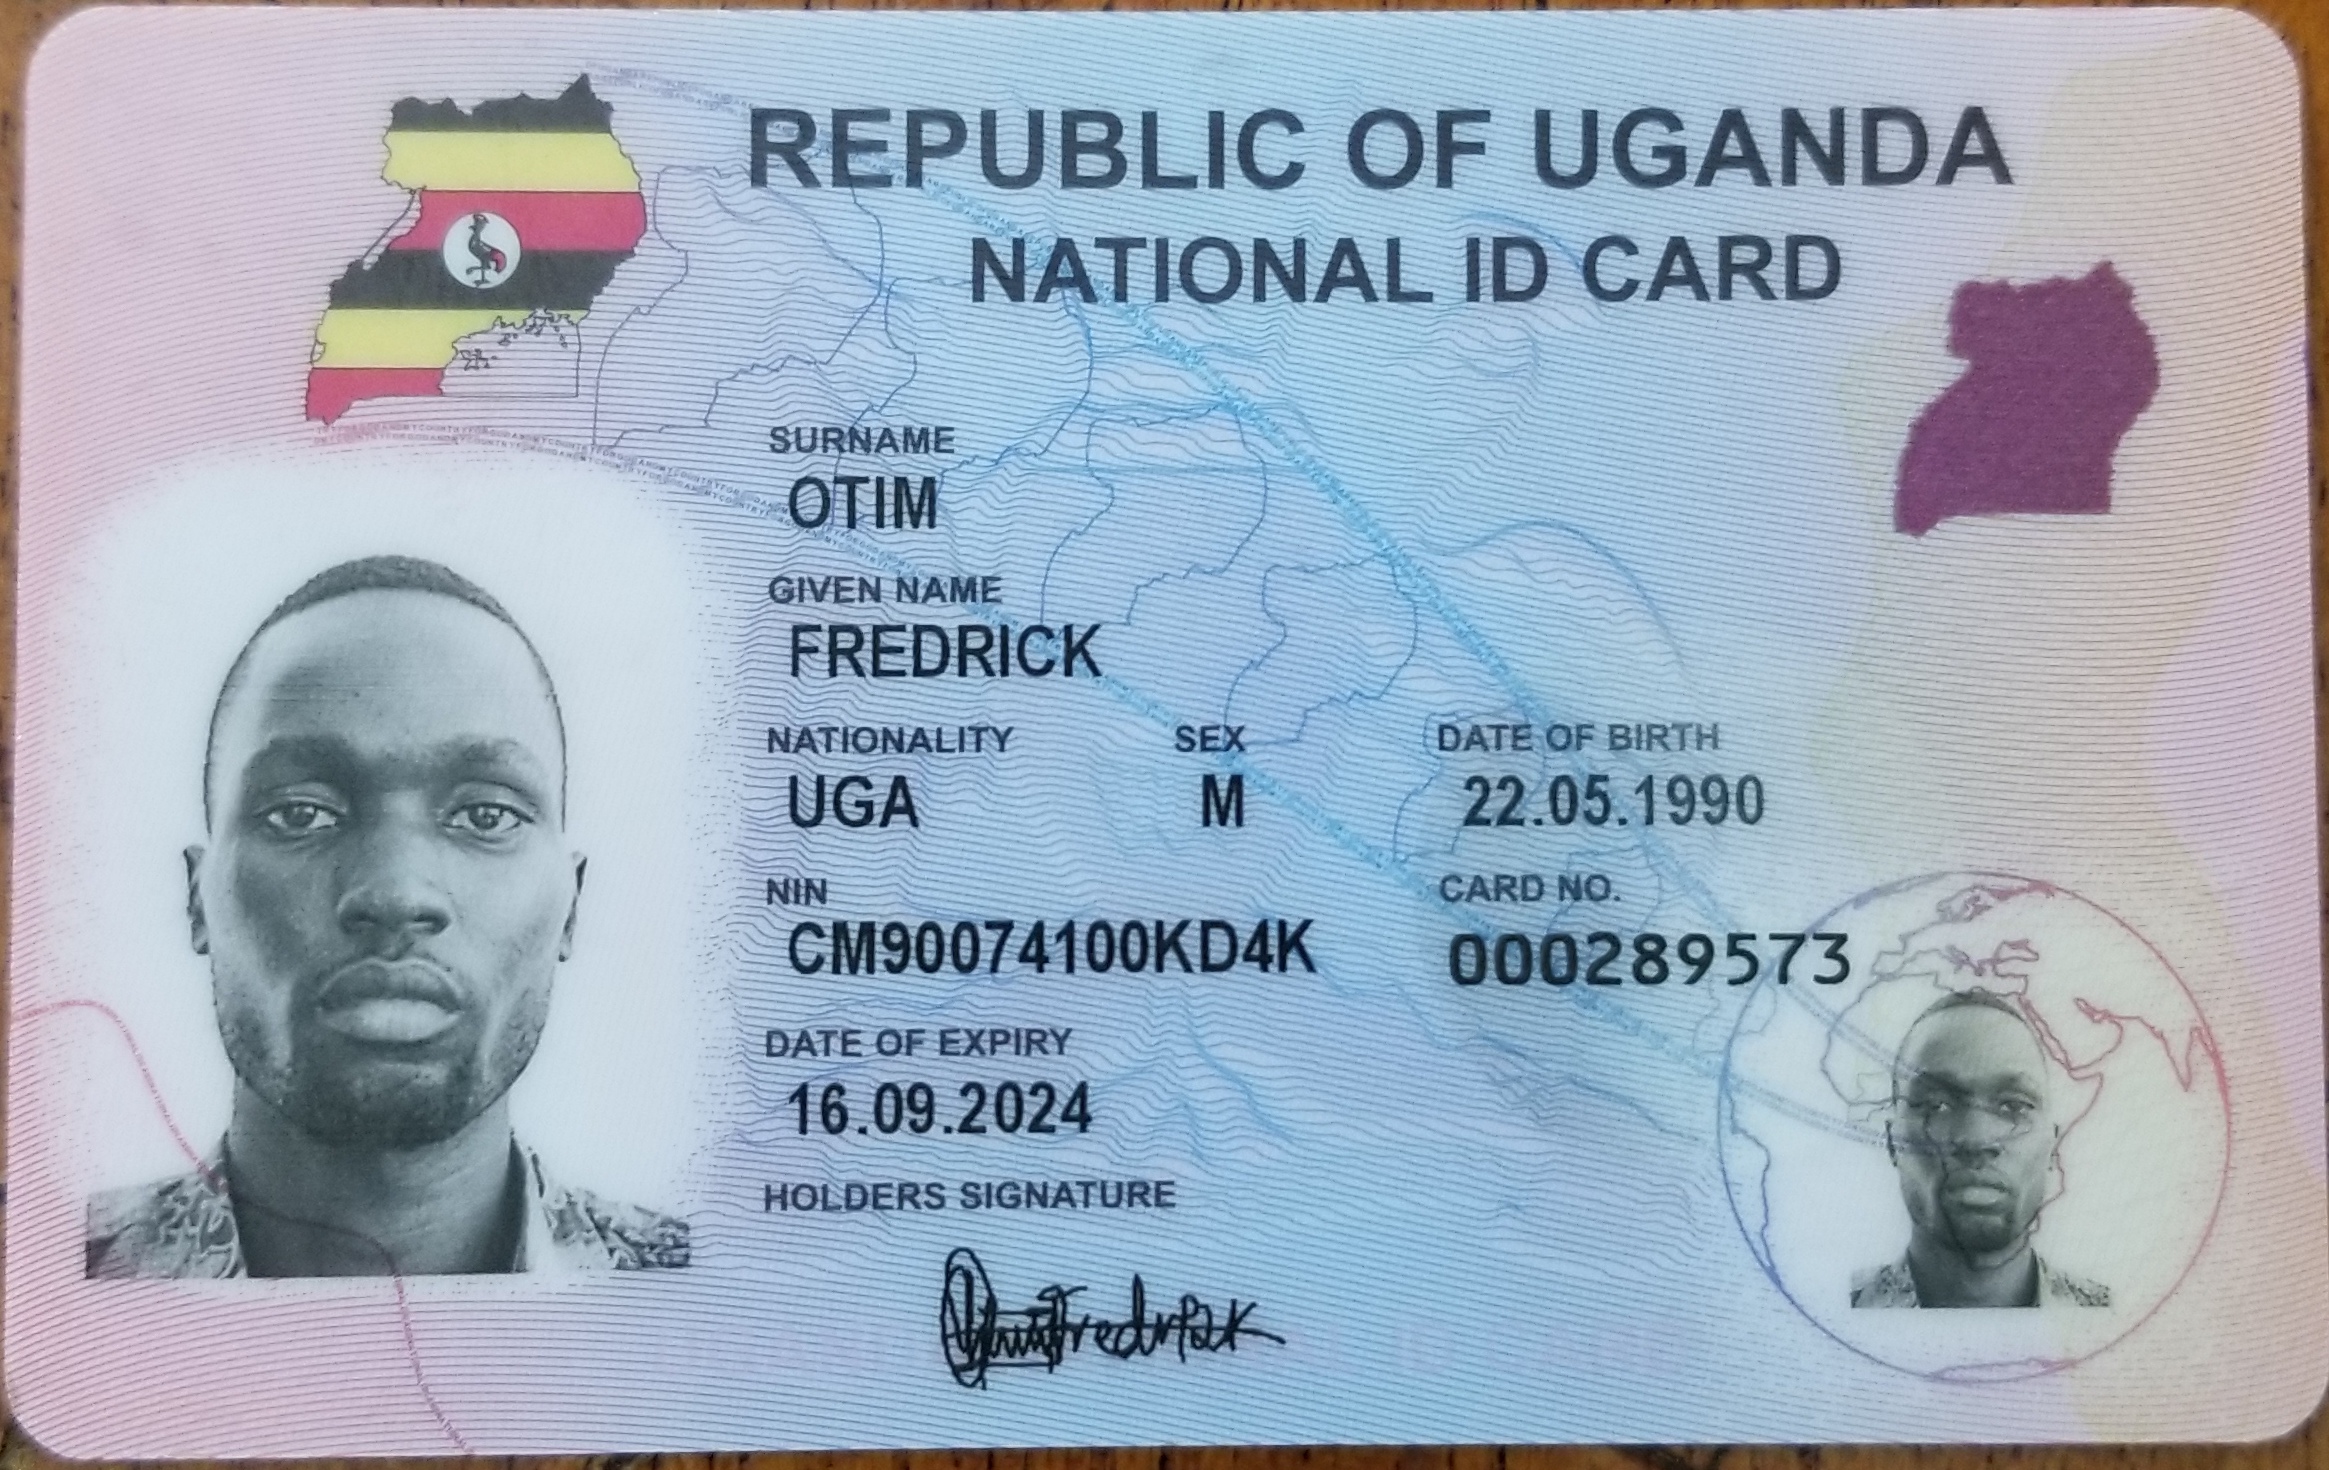 REPUBLIC OF UGANDA
NATIONAL ID CARD
SURNAME
OTIM
GIVEN NAME
FREDRICK
NATIONALITY SEX DATE OF BIRTH
UGA M 22.05.1990
NIN CARD NO.
CM90074100KD4K 000289573
DATE OF EXPIRY
16.09.2024
HOLDERS SIGNATURE